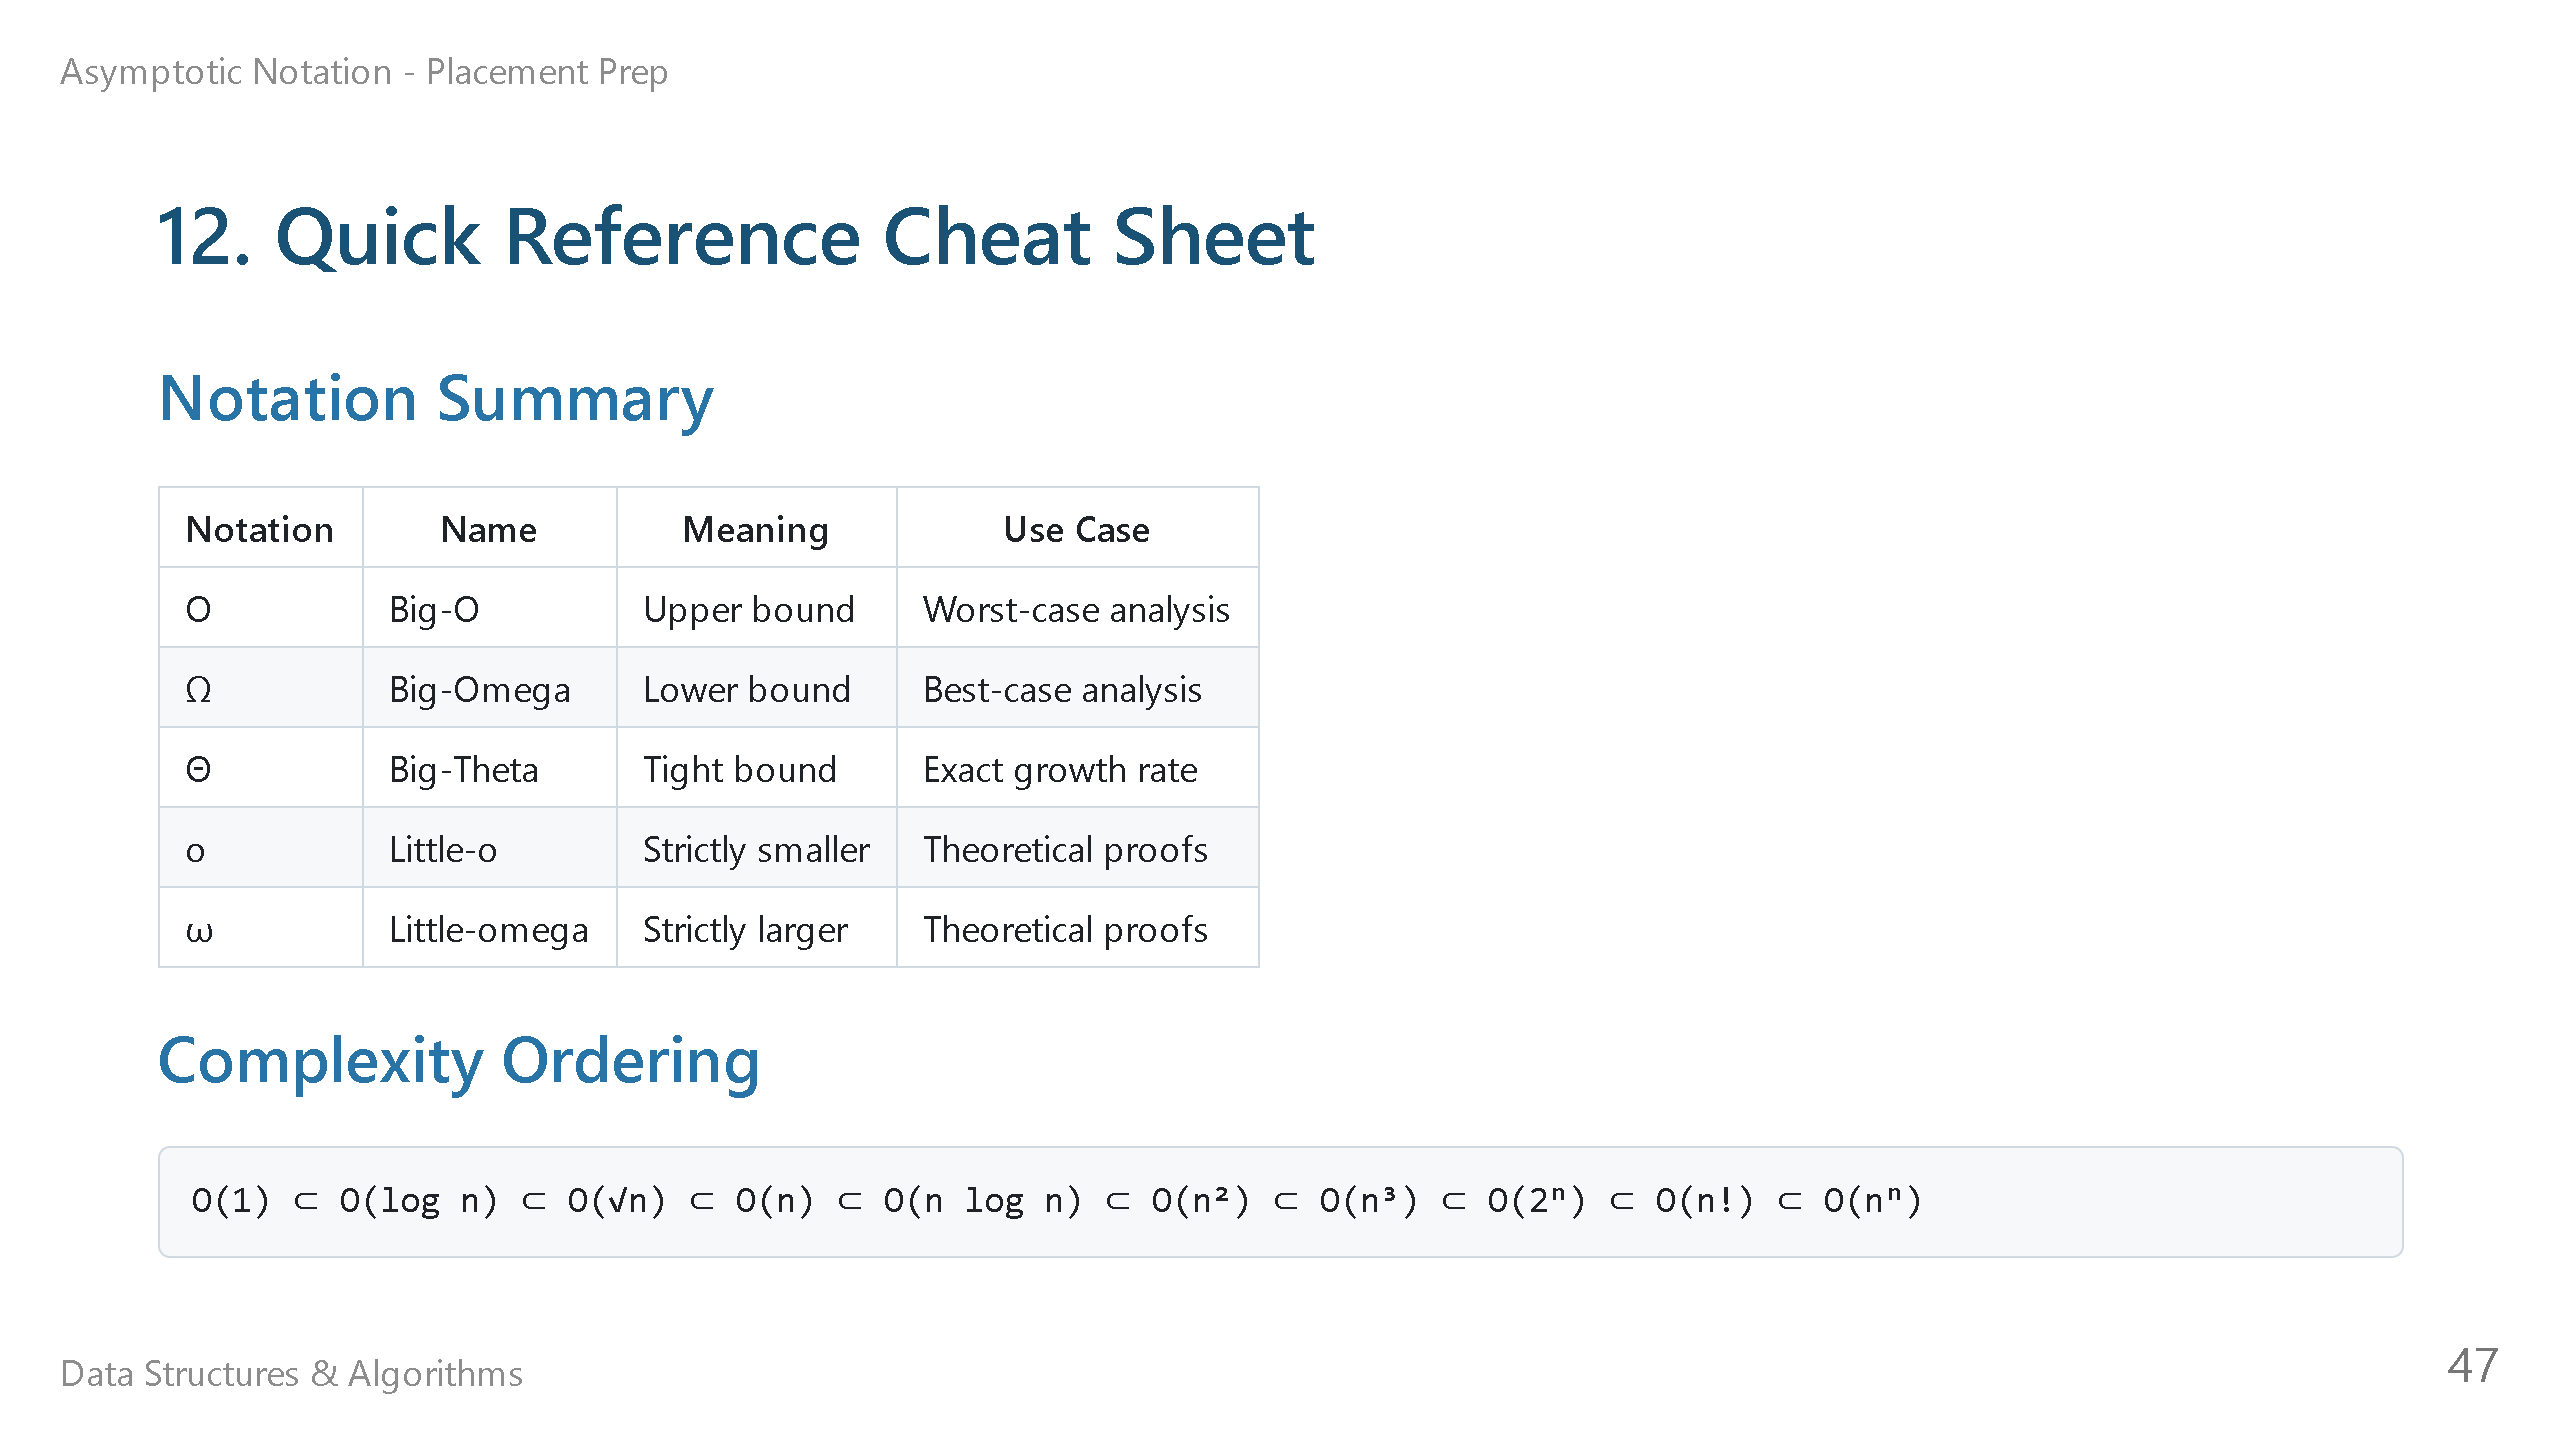 Asymptotic Notation - Placement Prep
12. Quick Reference Cheat Sheet
Notation Summary
Notation Name Meaning Use Case
O Big-O Upper bound Worst-case analysis
Ω Big-Omega Lower bound Best-case analysis
Θ Big-Theta Tight bound Exact growth rate
o Little-o Strictly smaller Theoretical proofs
ω Little-omega Strictly larger Theoretical proofs
Complexity Ordering
O(1) ⊂ O(log n) ⊂ O(√n) ⊂ O(n) ⊂ O(n log n) ⊂ O(n²) ⊂ O(n³) ⊂ O(2ⁿ) ⊂ O(n!) ⊂ O(nⁿ)
Data Structures & Algorithms
47